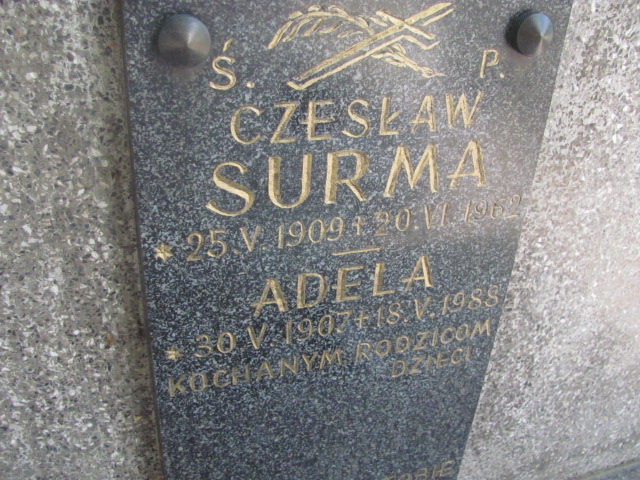 Ś. P.
CZESŁAW
SURMA
* 25.V.1909 + 20.VI.1962
ADELA
* 30.V.1907 + 18.V.1988
KOCHANYM RODZICOM
DZIECI